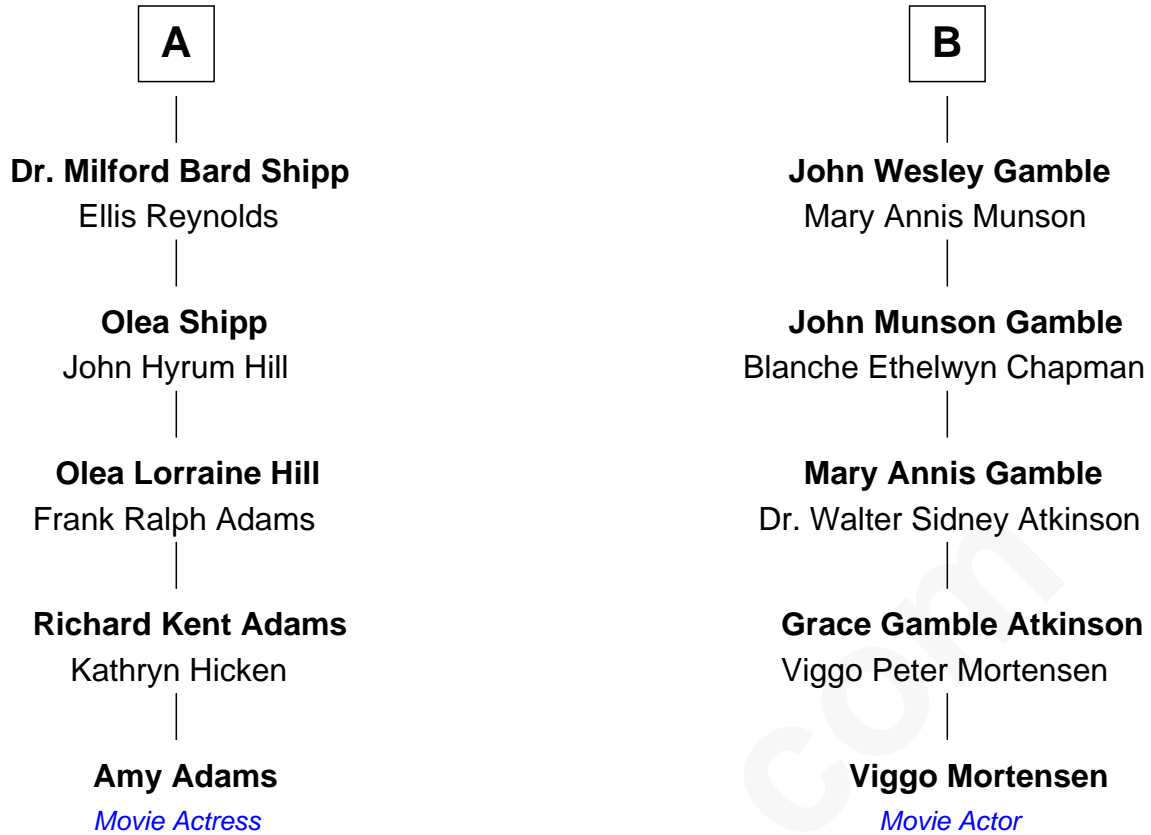 A
B
Dr. Milford Bard Shipp
Ellis Reynolds
John Wesley Gamble
Mary Annis Munson
Olea Shipp
John Hyrum Hill
John Munson Gamble
Blanche Ethelwyn Chapman
Olea Lorraine Hill
Frank Ralph Adams
Mary Annis Gamble
Dr. Walter Sidney Atkinson
Richard Kent Adams
Kathryn Hicken
Grace Gamble Atkinson
Viggo Peter Mortensen
Amy Adams
Movie Actress
Viggo Mortensen
Movie Actor
com